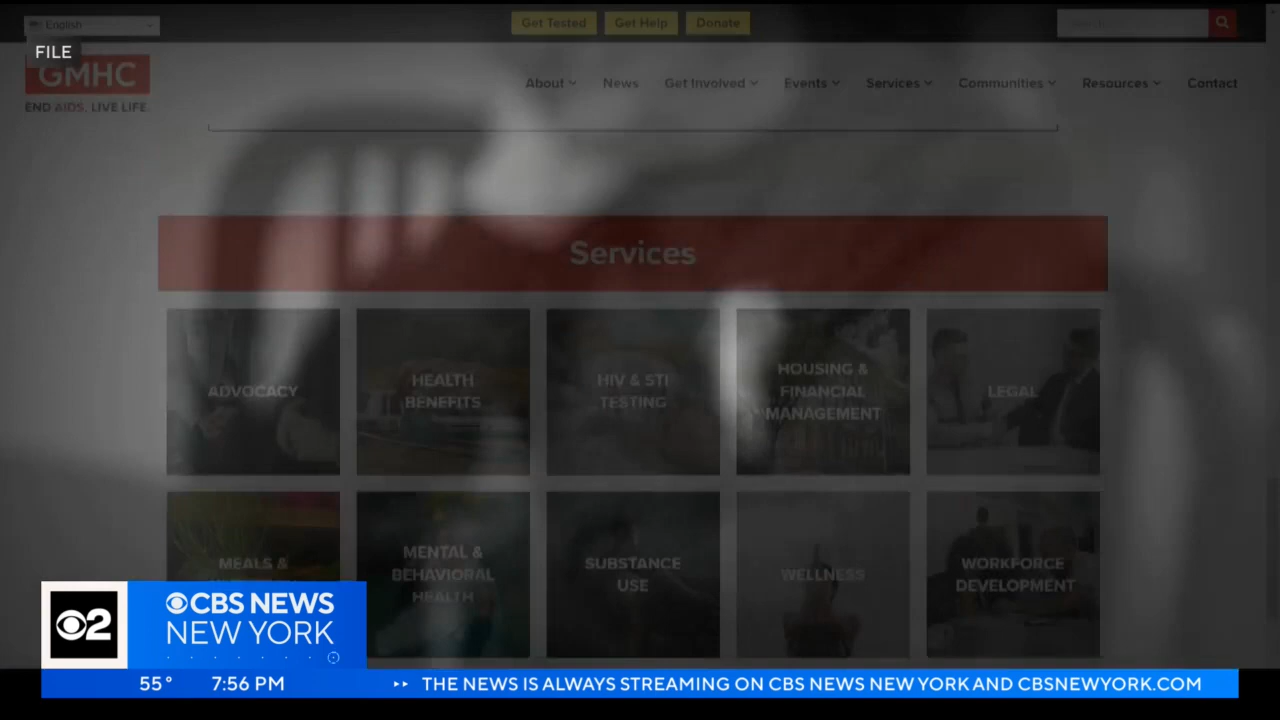 English
Get Tested
Get Help
Donate
FILE
GMHC
END AIDS. LIVE LIFE.
About
News
Get Involved
Events
Services
Communities
Resources
Contact
Services
ADVOCACY
HEALTH
BENEFITS
HIV & STI
TESTING
HOUSING &
FINANCIAL
MANAGEMENT
LEGAL
MEALS &
MENTAL &
BEHAVIORAL
HEALTH
SUBSTANCE
USE
WELLNESS
WORKFORCE
DEVELOPMENT
2
CBS NEWS
NEW YORK
55°
7:56 PM
THE NEWS IS ALWAYS STREAMING ON CBS NEWS NEW YORK AND CBSNEWYORK.COM